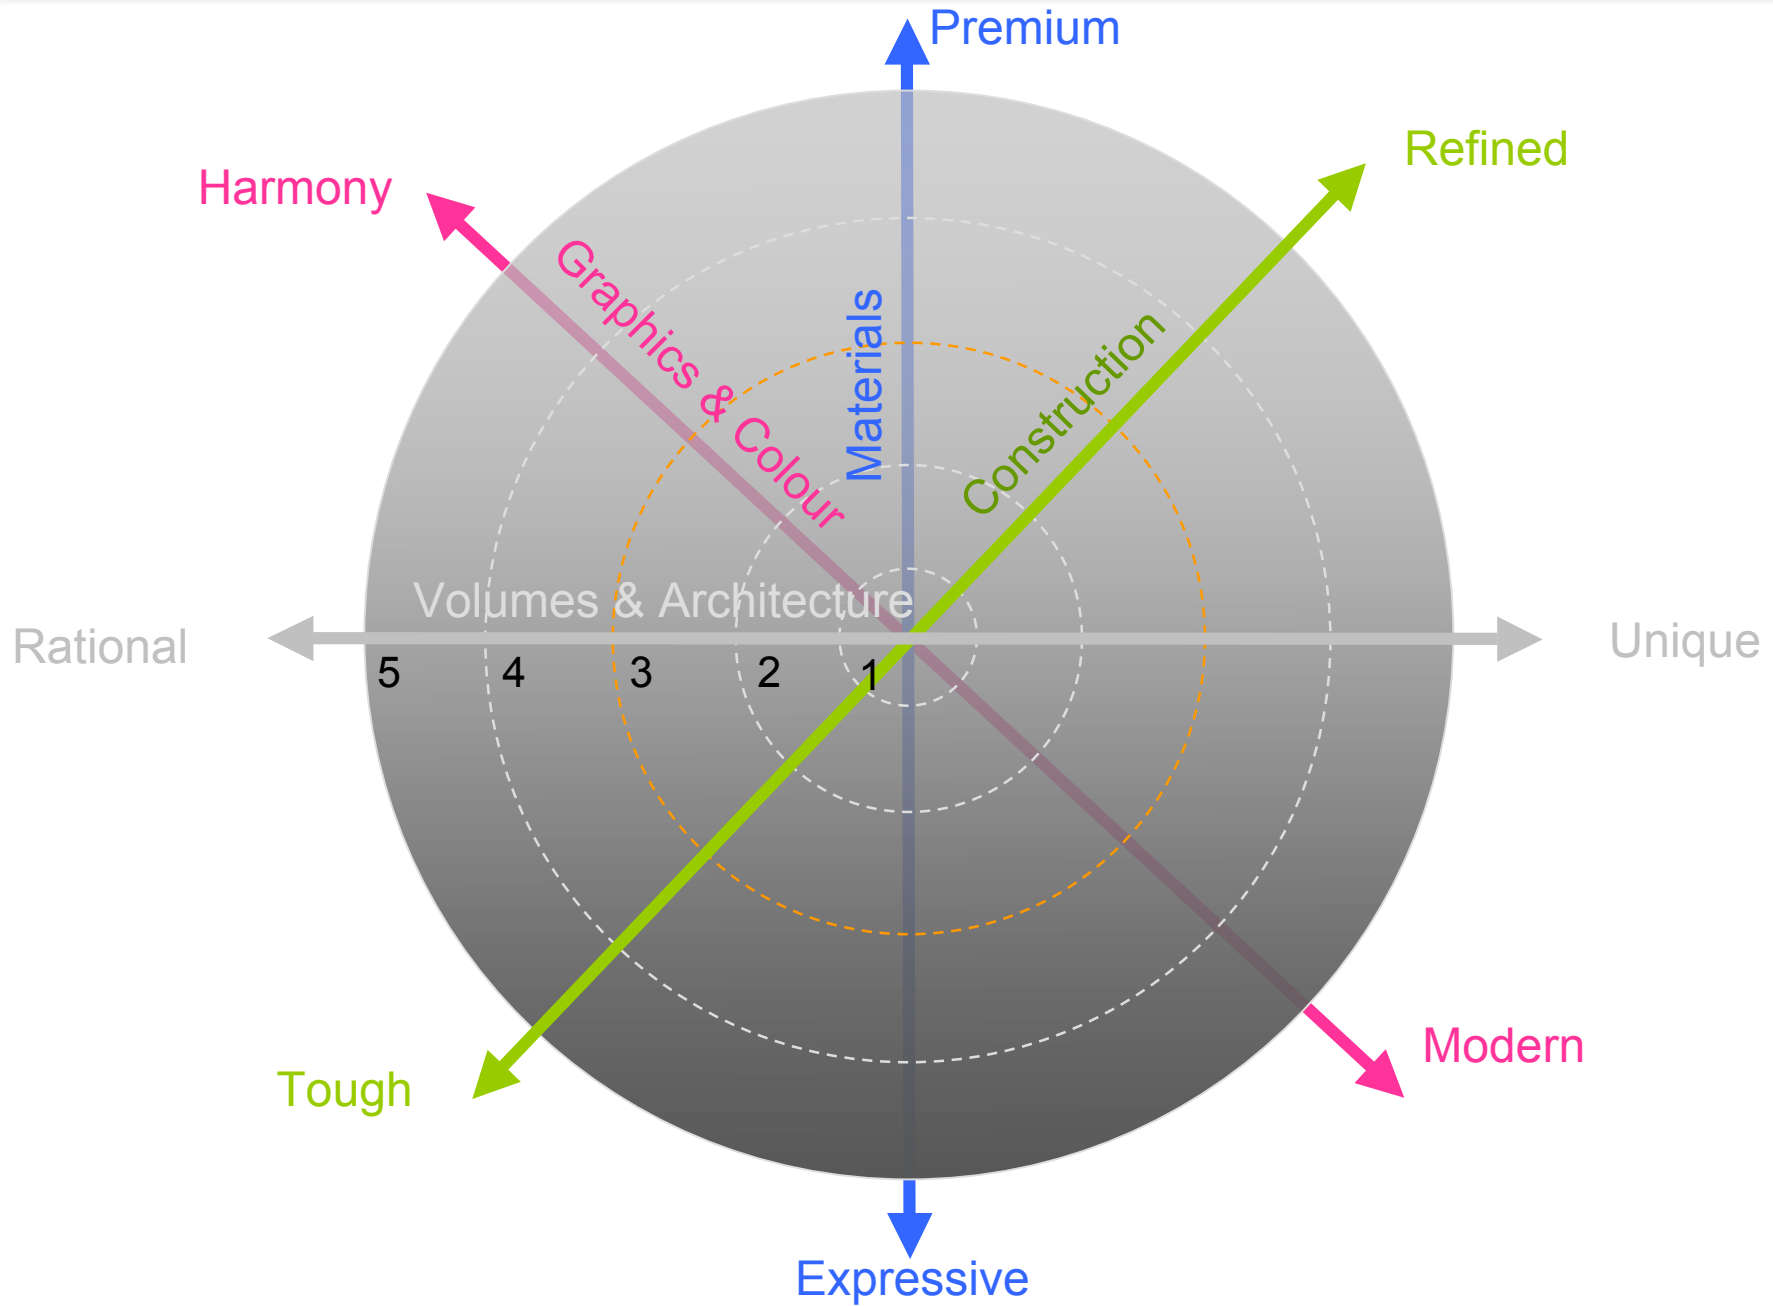 Premium
Refined
Harmony
Graphics & Colour
Materials
Construction
Volumes & Architecture
Rational
Unique
5
4
3
2
1
Modern
Tough
Expressive